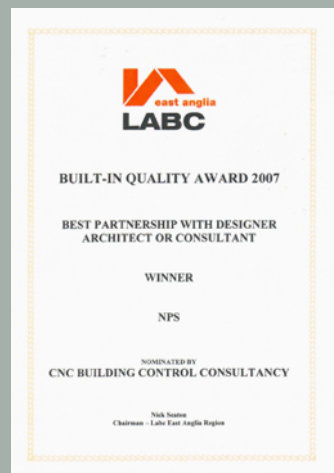 east anglia
LABC
BUILT-IN QUALITY AWARD 2007
BEST PARTNERSHIP WITH DESIGNER
ARCHITECT OR CONSULTANT
WINNER
NPS
NOMINATED BY
CNC BUILDING CONTROL CONSULTANCY
Nick Seaton
Chairman – Labc East Anglia Region